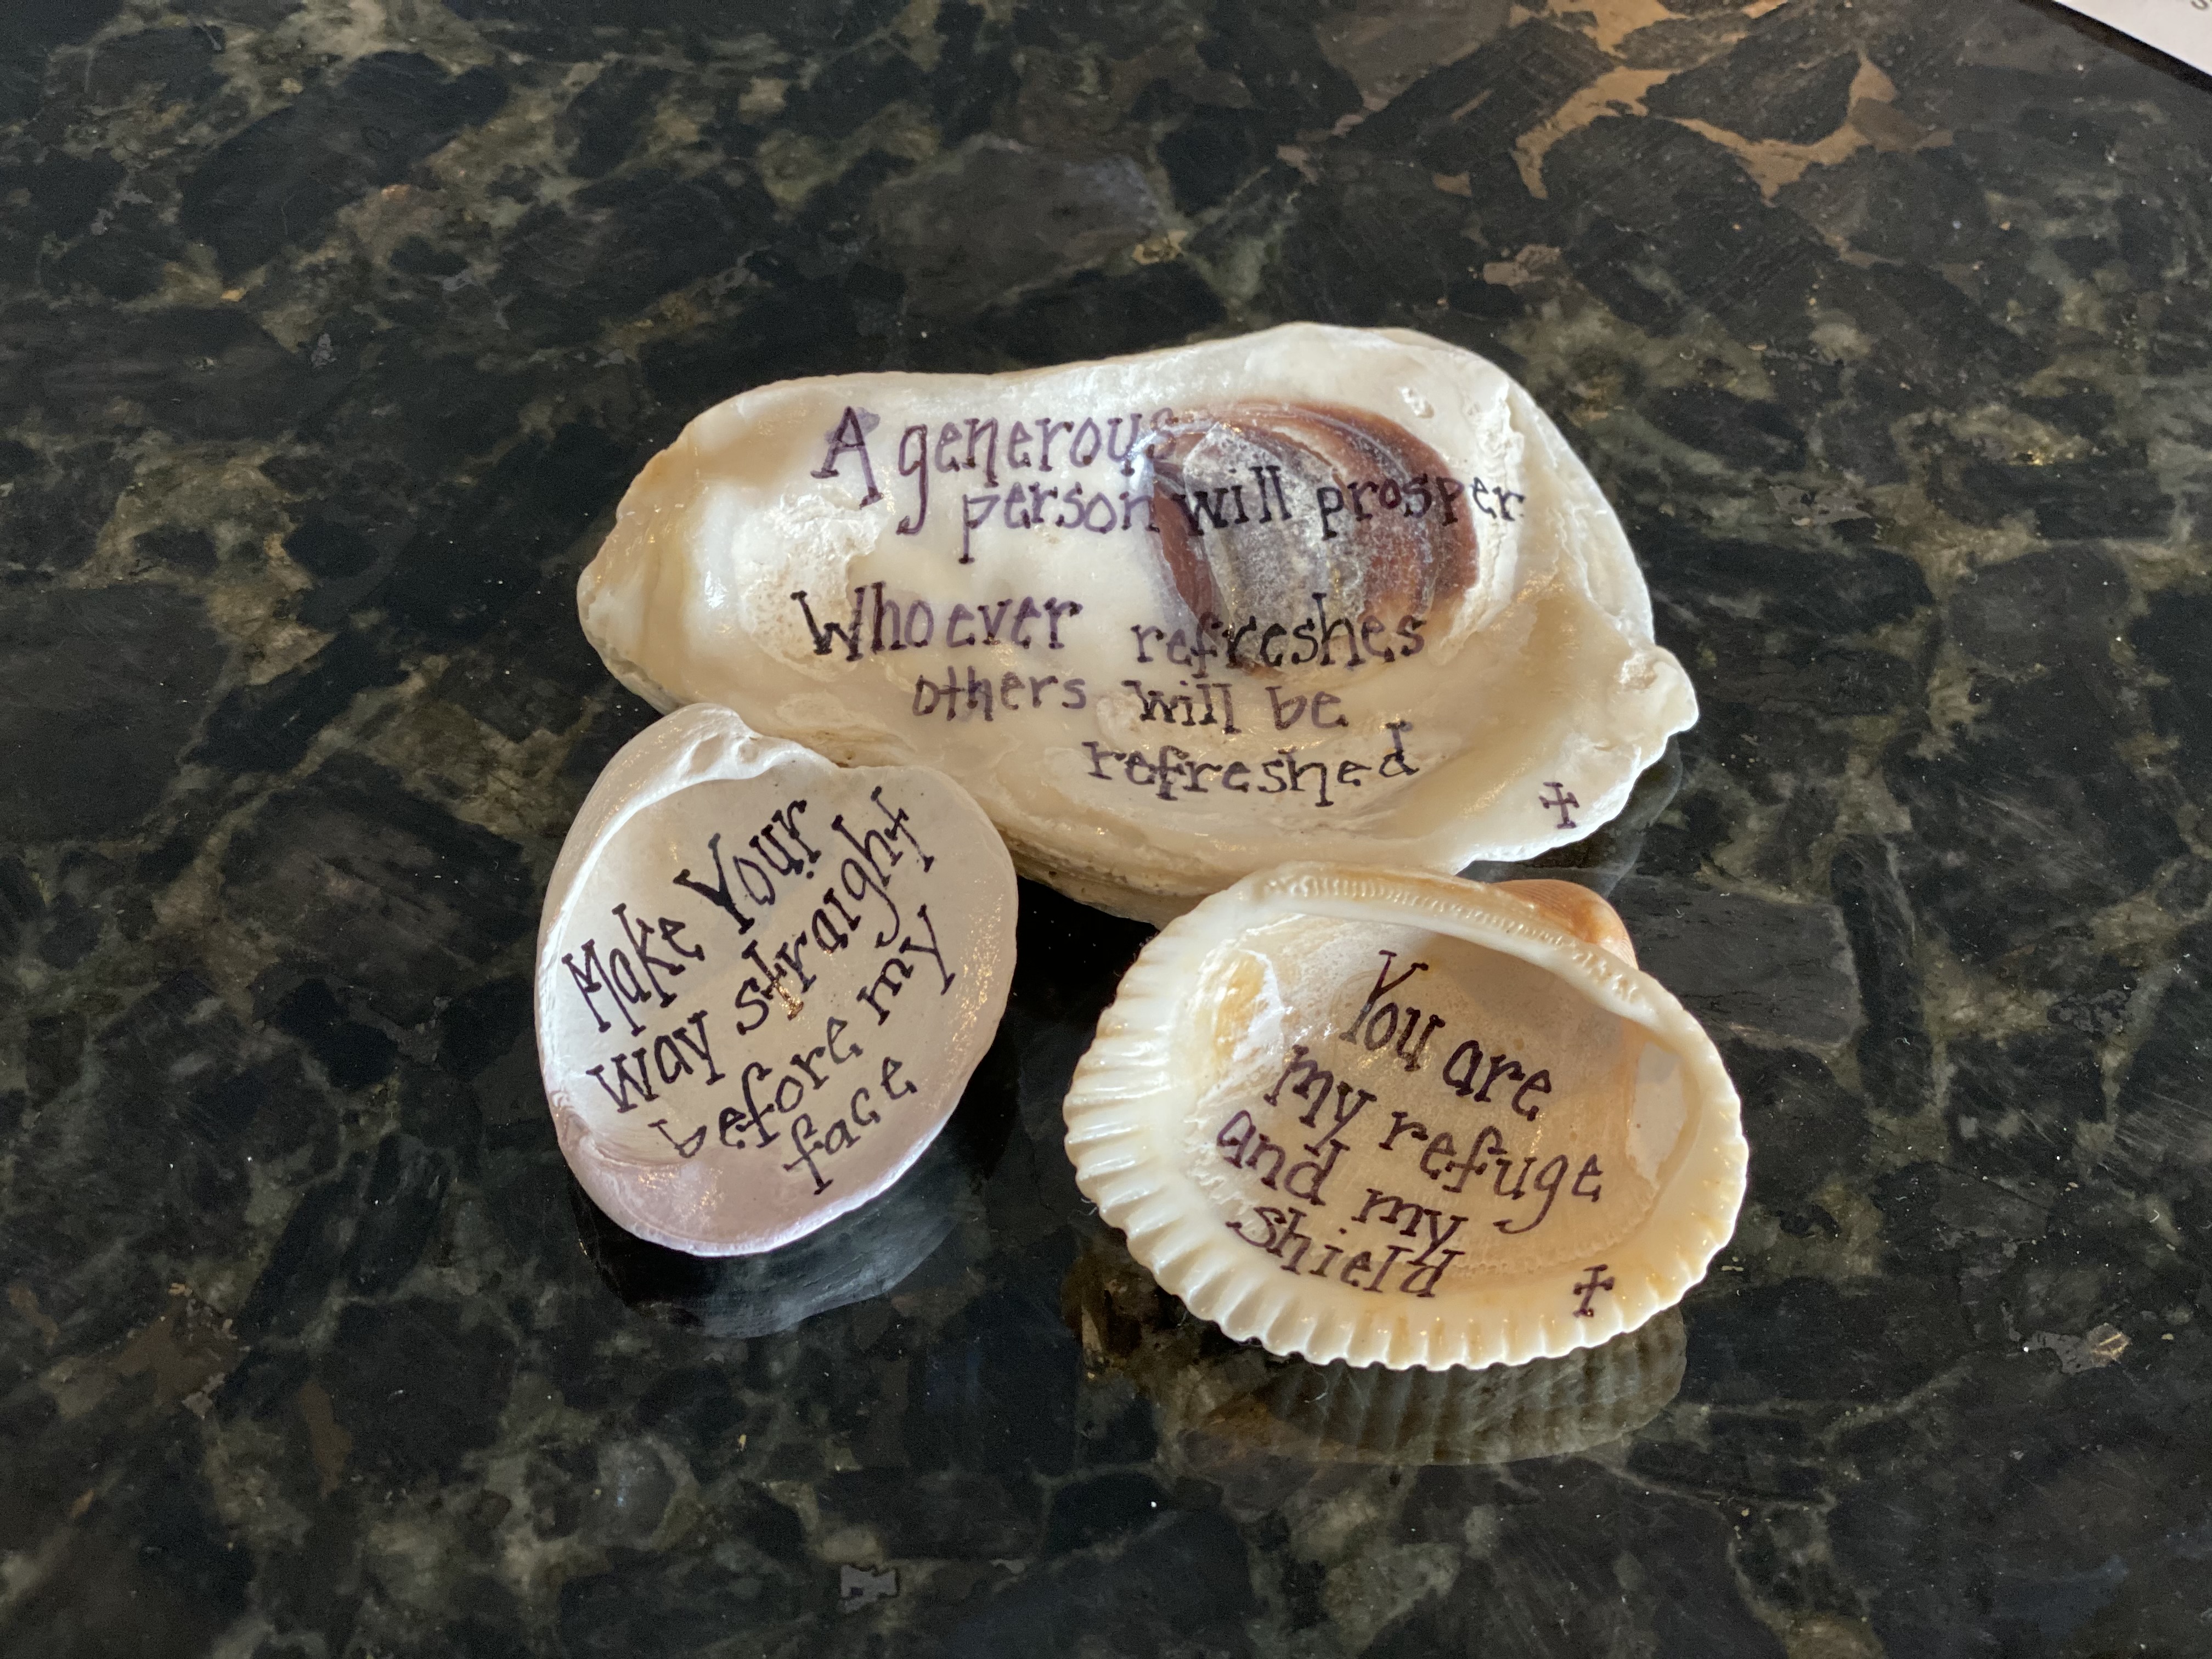 A generous
person will prosper
Whoever refreshes
others will be
refreshed
Make Your
way straight
before my
face
You are
my refuge
and my
shield